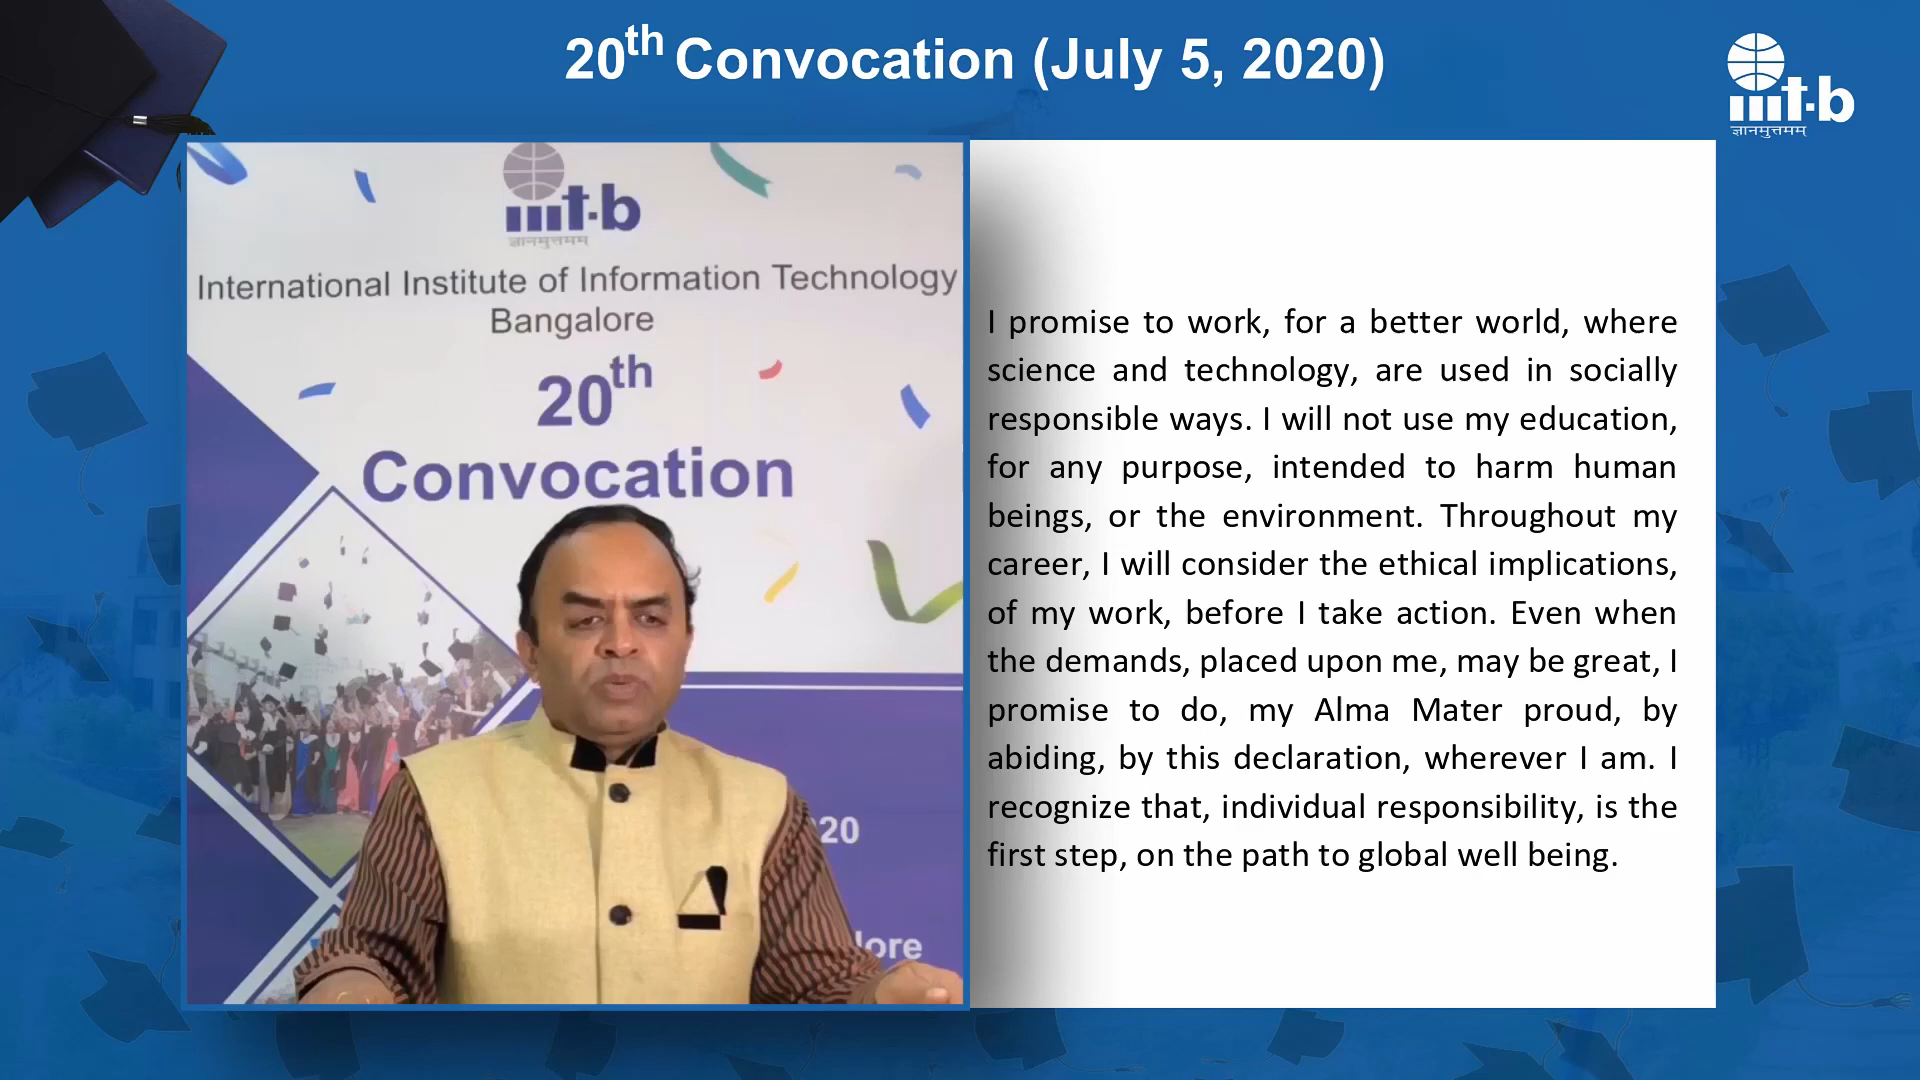 20th Convocation (July 5, 2020)
iiit-b
ज्ञानमुत्तमम्
iiit-b
ज्ञानमुत्तमम्
International Institute of Information Technology
Bangalore
20th
Convocation
20
lore
I promise to work, for a better world, where
science and technology, are used in socially
responsible ways. I will not use my education,
for any purpose, intended to harm human
beings, or the environment. Throughout my
career, I will consider the ethical implications,
of my work, before I take action. Even when
the demands, placed upon me, may be great, I
promise to do, my Alma Mater proud, by
abiding, by this declaration, wherever I am. I
recognize that, individual responsibility, is the
first step, on the path to global well being.